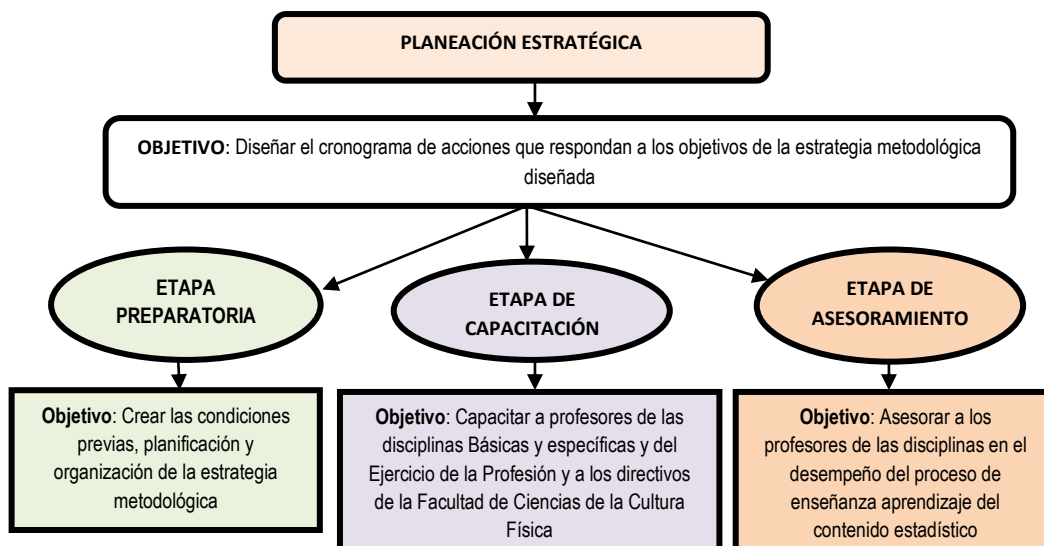 PLANEACIÓN ESTRATÉGICA
OBJETIVO: Diseñar el cronograma de acciones que respondan a los objetivos de la estrategia metodológica
diseñada
ETAPA
PREPARATORIA
ETAPA DE
CAPACITACIÓN
ETAPA DE
ASESORAMIENTO
Objetivo: Crear las condiciones
previas, planificación y
organización de la estrategia
metodológica
Objetivo: Capacitar a profesores de las
disciplinas Básicas y específicas y del
Ejercicio de la Profesión y a los directivos
de la Facultad de Ciencias de la Cultura
Física
Objetivo: Asesorar a los
profesores de las disciplinas en el
desempeño del proceso de
enseñanza aprendizaje del
contenido estadístico